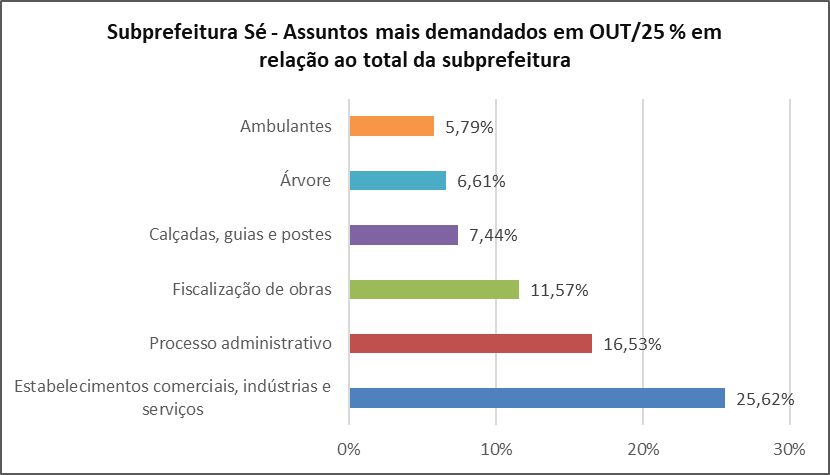 Subprefeitura Sé - Assuntos mais demandados em OUT/25 % em
relação ao total da subprefeitura
Ambulantes
5,79%
Árvore
6,61%
Calçadas, guias e postes
7,44%
Fiscalização de obras
11,57%
Processo administrativo
16,53%
Estabelecimentos comerciais, indústrias e
serviços
25,62%
0%
10%
20%
30%